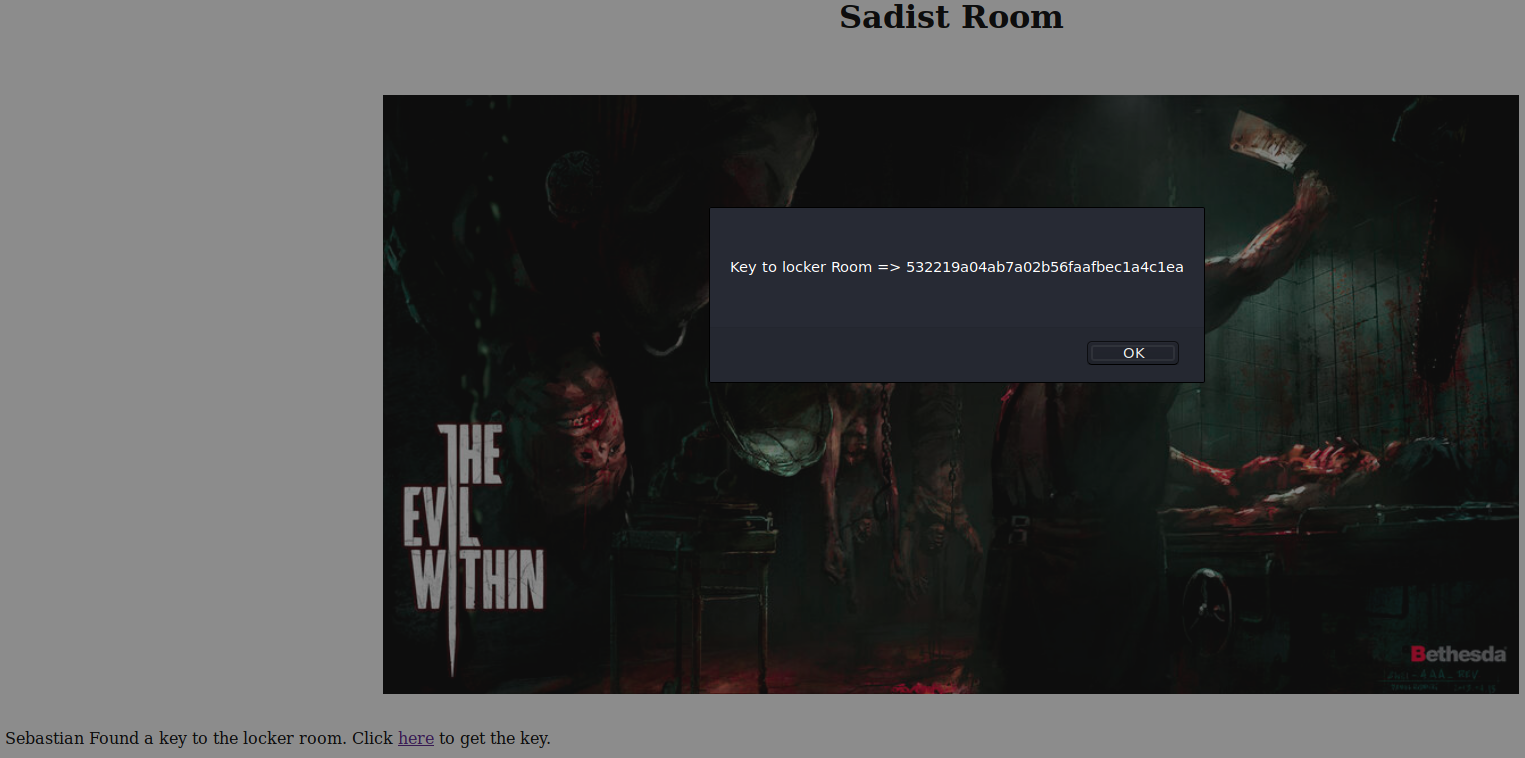 Sadist Room
Key to locker Room => 532219a04ab7a02b56faafbec1a4c1ea
OK
THE
EVIL
WITHIN
Bethesda
Sebastian Found a key to the locker room. Click here to get the key.